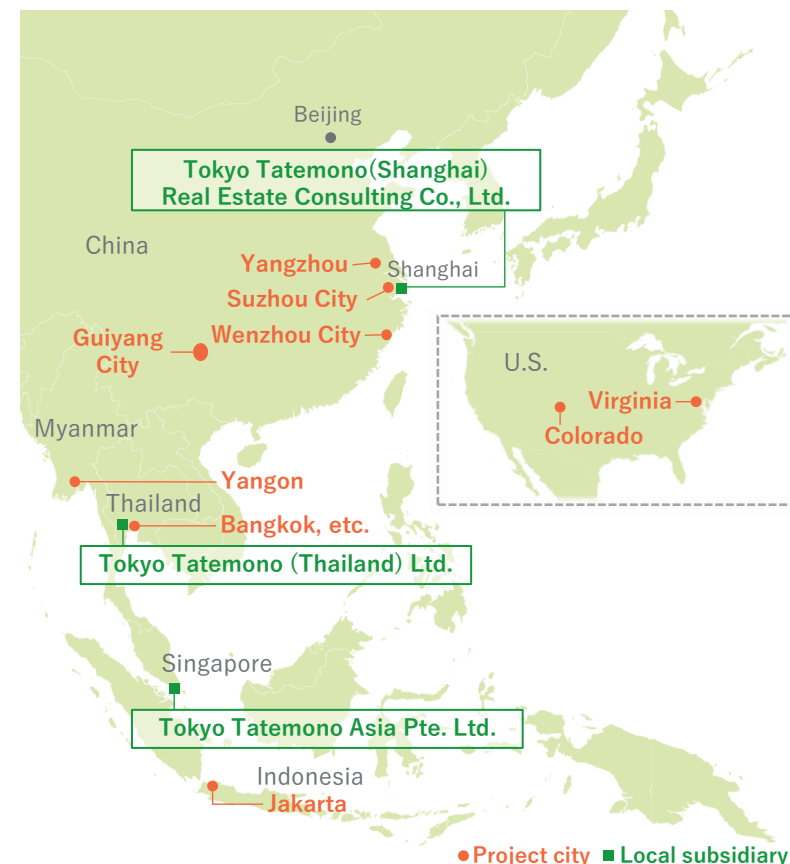 Beijing
Tokyo Tatemono(Shanghai)
Real Estate Consulting Co., Ltd.
China
Yangzhou
Shanghai
Suzhou City
Guiyang
City
Wenzhou City
U.S.
Virginia
Colorado
Myanmar
Yangon
Thailand
Bangkok, etc.
Tokyo Tatemono (Thailand) Ltd.
Singapore
Tokyo Tatemono Asia Pte. Ltd.
Indonesia
Jakarta
Project city
Local subsidiary